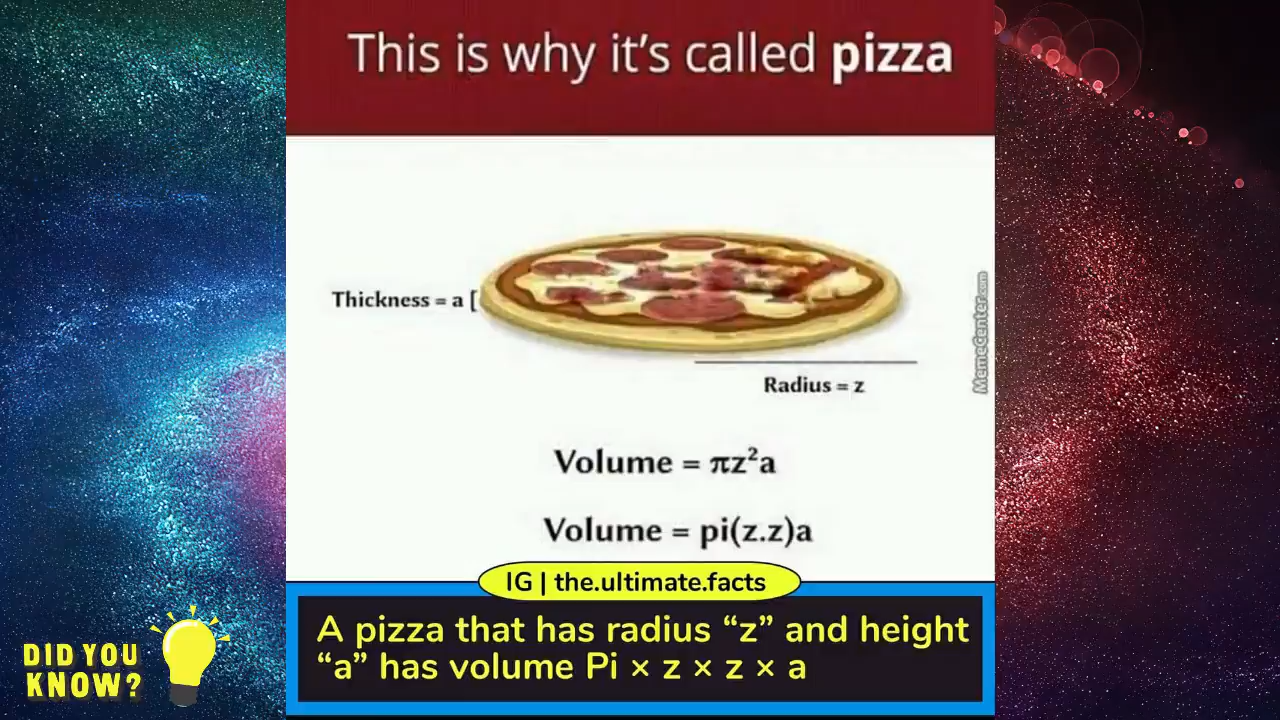 This is why it's called pizza
Thickness = a [
Radius = z
MemeCenter.com
Volume = πz²a
Volume = pi(z.z)a
IG | the.ultimate.facts
A pizza that has radius “z” and height
“a” has volume Pi × z × z × a
DID YOU
KNOW?